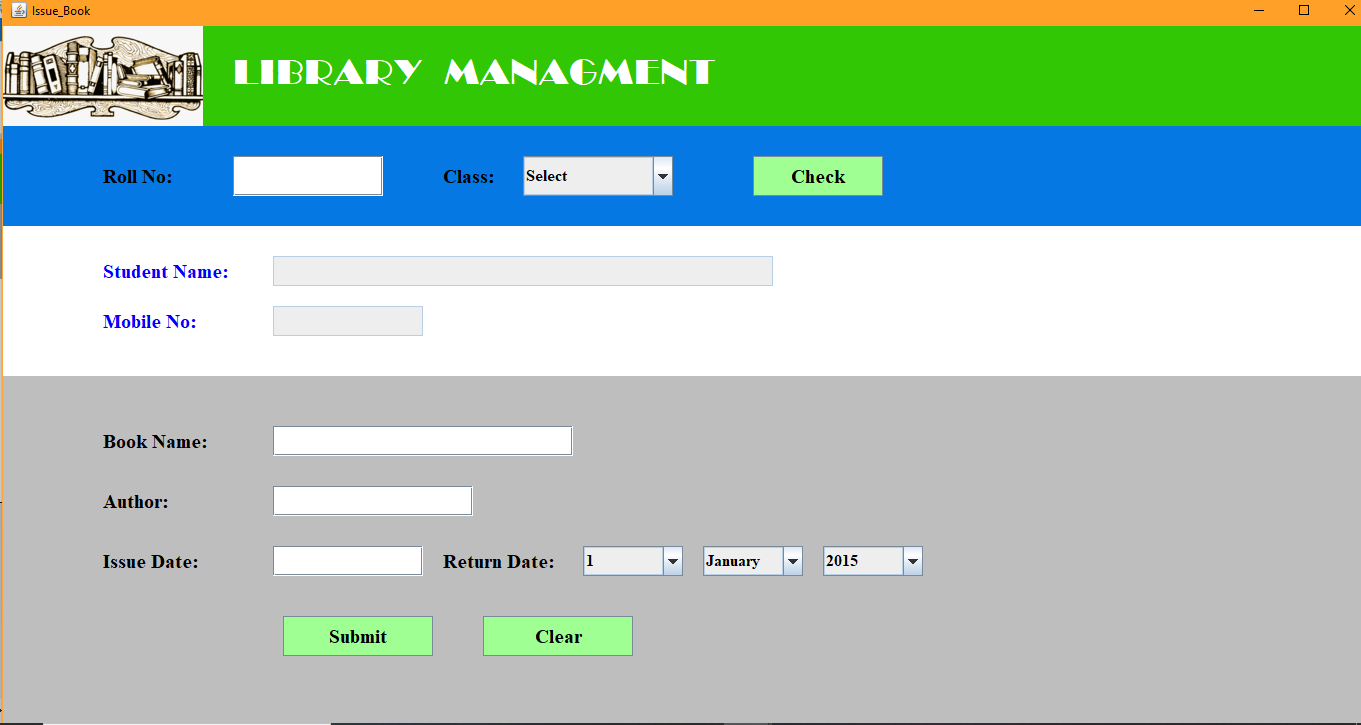 Issue_Book
LIBRARY MANAGMENT
Roll No: Class: Select Check
Student Name:
Mobile No:
Book Name:
Author:
Issue Date: Return Date: 1 January 2015
Submit Clear